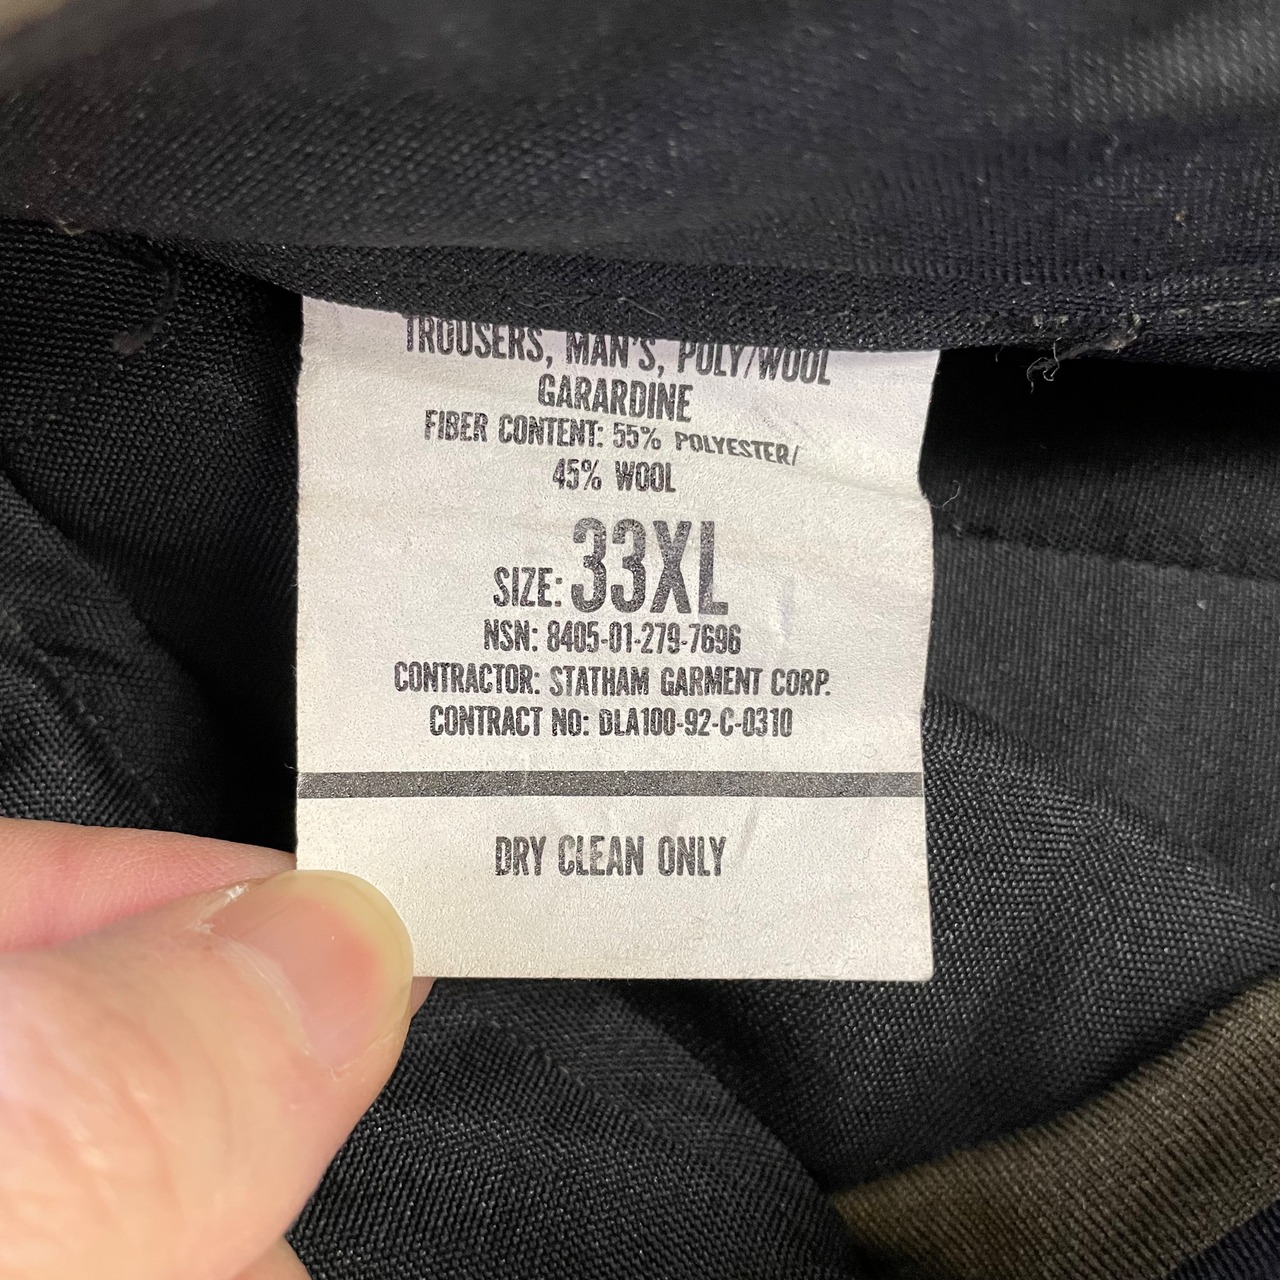 TROUSERS, MAN'S, POLY/WOOL
GARARDINE
FIBER CONTENT: 55% POLYESTER/
45% WOOL
SIZE: 33XL
NSN: 8405-01-279-7696
CONTRACTOR: STATHAM GARMENT CORP.
CONTRACT NO: DLA100-92-C-0310
DRY CLEAN ONLY